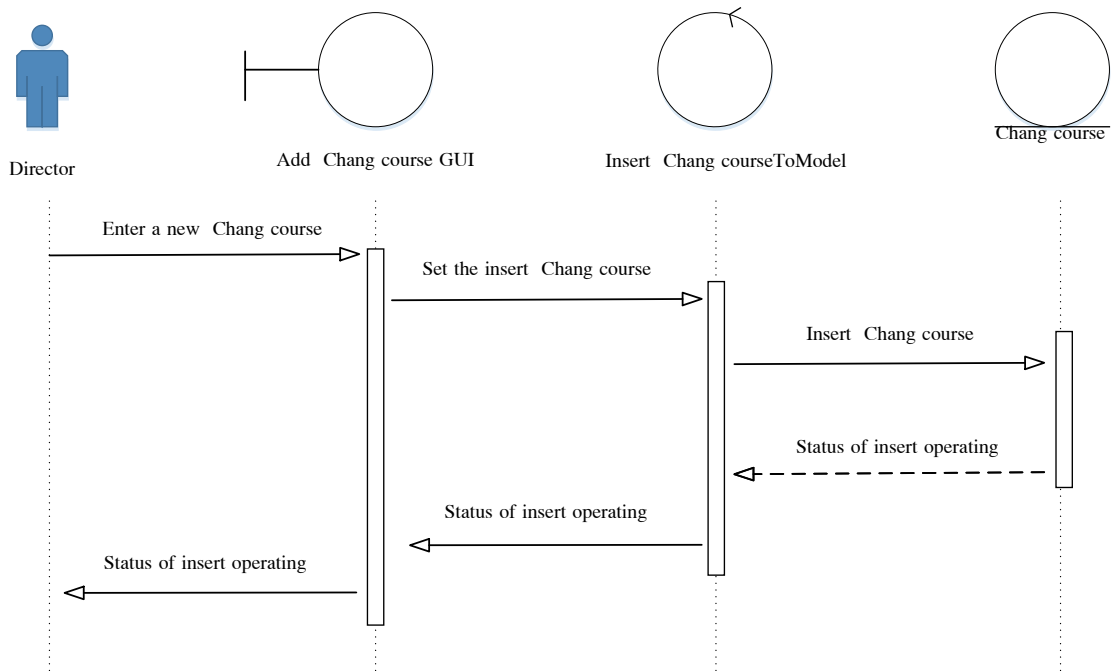 Chang course
Add Chang course GUI
Insert Chang courseToModel
Director
Enter a new Chang course
Set the insert Chang course
Insert Chang course
Status of insert operating
Status of insert operating
Status of insert operating